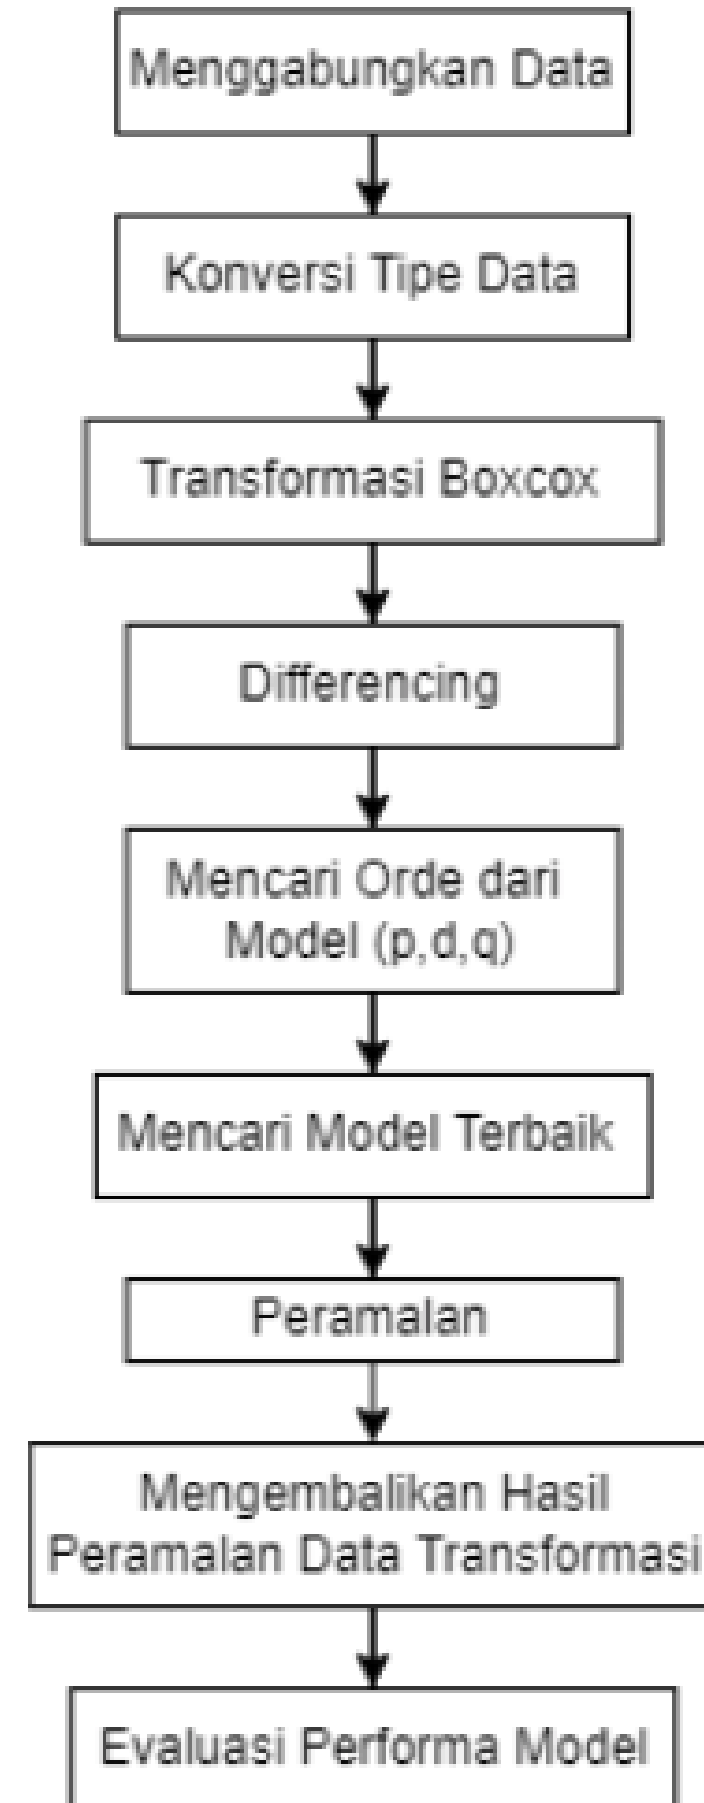 Menggabungkan Data
Konversi Tipe Data
Transformasi Boxcox
Differencing
Mencari Orde dari
Model (p,d,q)
Mencari Model Terbaik
Peramalan
Mengembalikan Hasil
Peramalan Data Transformasi
Evaluasi Performa Model